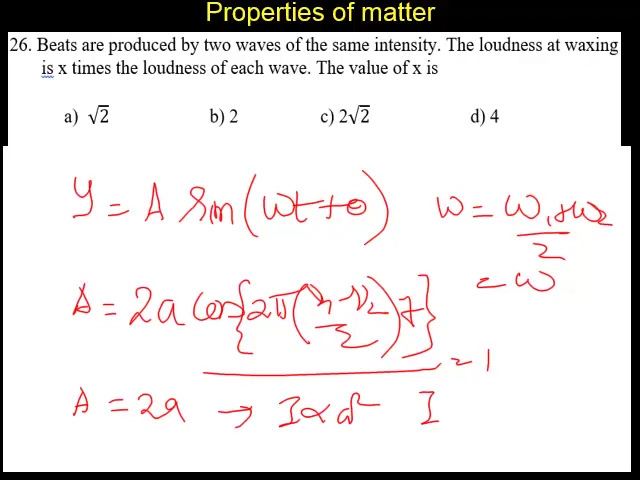 Properties of matter
26. Beats are produced by two waves of the same intensity. The loudness at waxing
is x times the loudness of each wave. The value of x is
a) √2 b) 2 c) 2√2 d) 4
y = A sin(ωt+θ) ω = ω₁+ω₂/2
= ω
A = 2a cos{2π(ν₁-ν₂/2)t}
= 1
A = 2a → I ∝ a² I